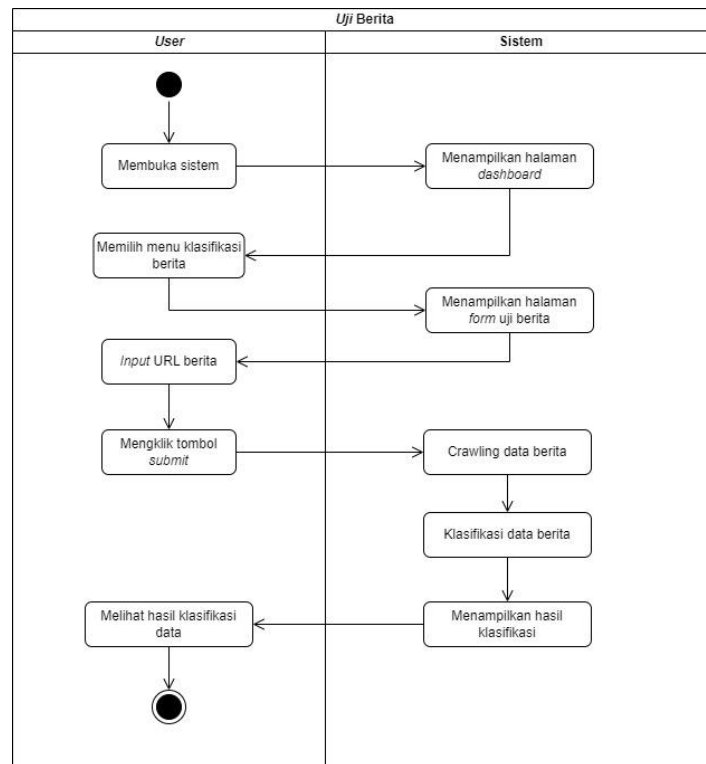 Uji Berita
User
Sistem
Membuka sistem
Menampilkan halaman
dashboard
Memilih menu klasifikasi
berita
Menampilkan halaman
form uji berita
Input URL berita
Mengklik tombol
submit
Crawling data berita
Klasifikasi data berita
Menampilkan hasil
klasifikasi
Melihat hasil klasifikasi
data